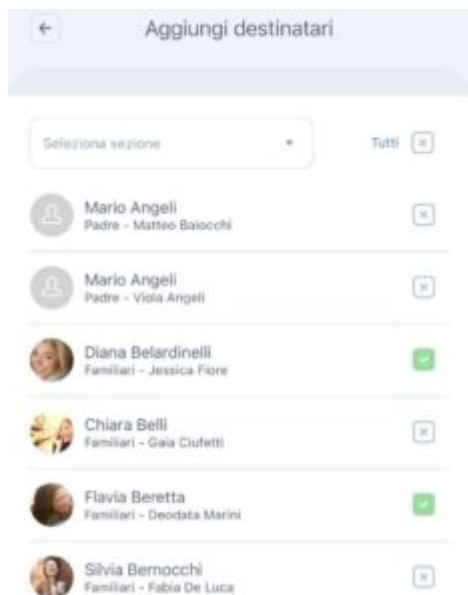 Aggiungi destinatari
Seleziona sezione
Tutti
Mario Angeli
Padre - Matteo Baiocchi
Mario Angeli
Padre - Viola Angeli
Diana Belardinelli
Familiari - Jessica Fiore
Chiara Belli
Familiari - Gaia Ciufetti
Flavia Beretta
Familiari - Deodata Marini
Silvia Bernocchi
Familiari - Fabia De Luca